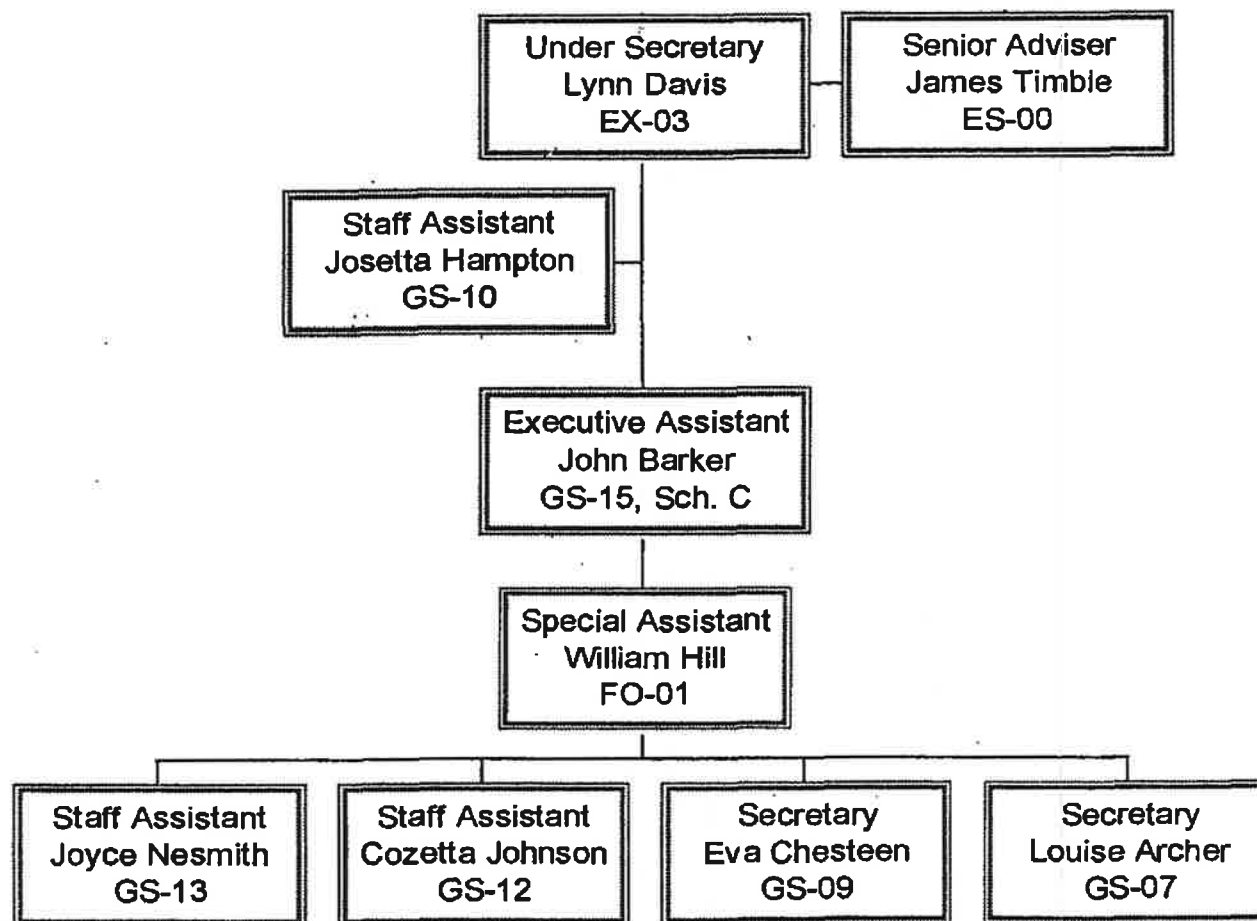 Under Secretary
Lynn Davis
EX-03
Senior Adviser
James Timble
ES-00
Staff Assistant
Josetta Hampton
GS-10
Executive Assistant
John Barker
GS-15, Sch. C
Special Assistant
William Hill
FO-01
Staff Assistant
Joyce Nesmith
GS-13
Staff Assistant
Cozetta Johnson
GS-12
Secretary
Eva Chesteen
GS-09
Secretary
Louise Archer
GS-07